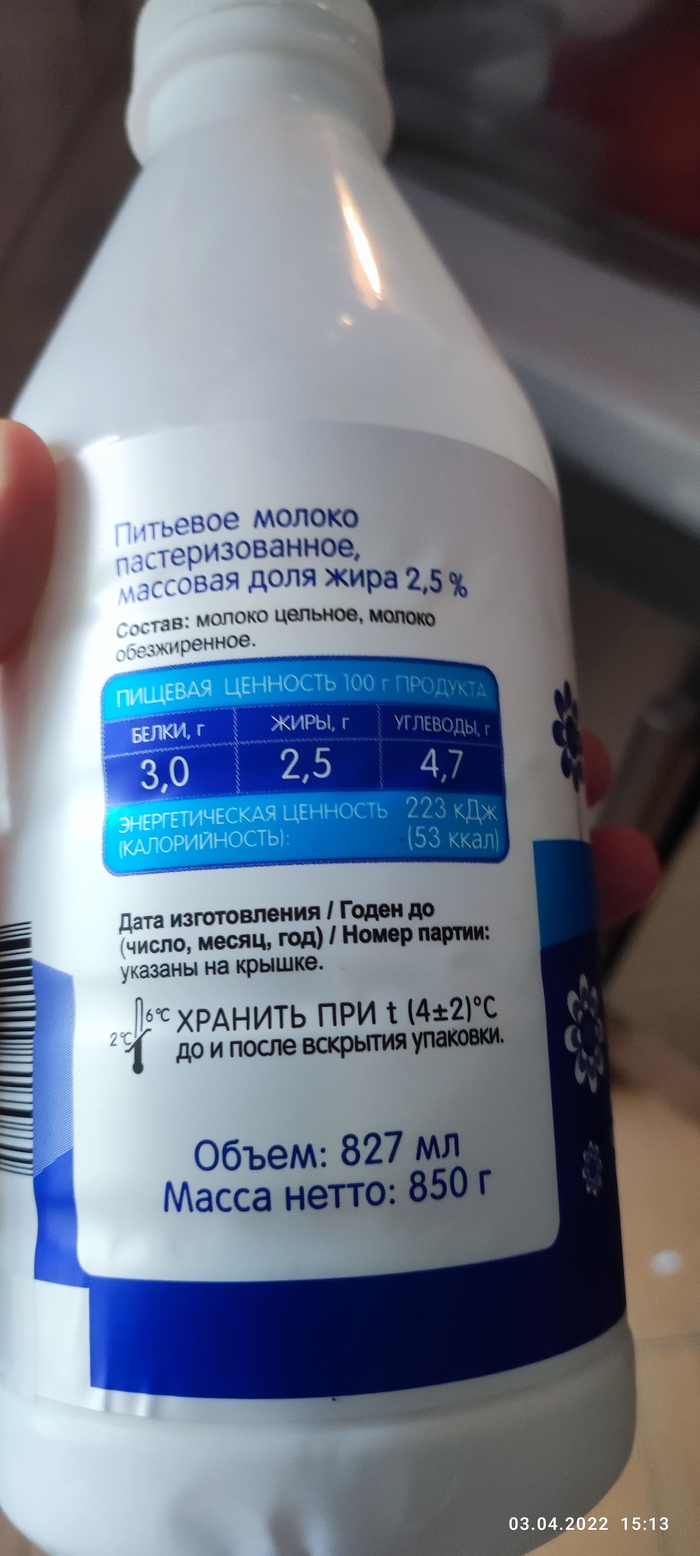 Питьевое молоко
пастеризованное,
массовая доля жира 2,5 %
Состав: молоко цельное, молоко
обезжиренное.
ПИЩЕВАЯ ЦЕННОСТЬ 100 г ПРОДУКТА
БЕЛКИ, г ЖИРЫ, г УГЛЕВОДЫ, г
3,0 2,5 4,7
ЭНЕРГЕТИЧЕСКАЯ ЦЕННОСТЬ 223 кДж
(КАЛОРИЙНОСТЬ): (53 ккал)
Дата изготовления / Годен до
(число, месяц, год) / Номер партии:
указаны на крышке.
6°С ХРАНИТЬ ПРИ t (4±2)°С
2°С до и после вскрытия упаковки.
Объем: 827 мл
Масса нетто: 850 г
03.04.2022 15:13